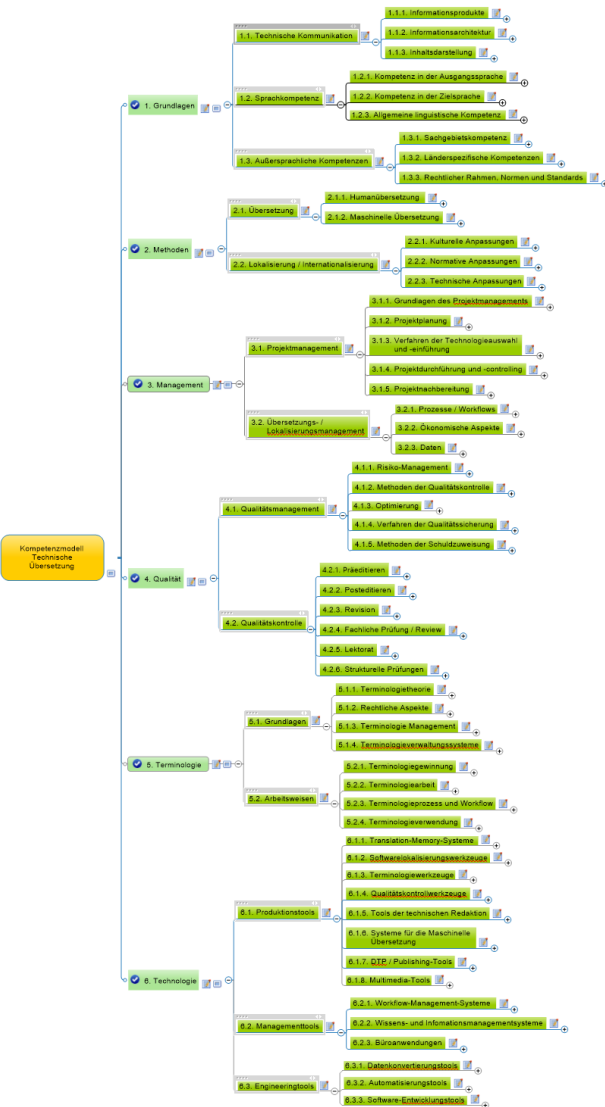 Kompetenzmodell
Technische
Übersetzung
1. Grundlagen
1.1. Technische Kommunikation
1.1.1. Informationsprodukte
1.1.2. Informationsarchitektur
1.1.3. Inhaltsdarstellung
1.2. Sprachkompetenz
1.2.1. Kompetenz in der Ausgangssprache
1.2.2. Kompetenz in der Zielsprache
1.2.3. Allgemeine linguistische Kompetenz
1.3. Außersprachliche Kompetenzen
1.3.1. Sachgebietskompetenz
1.3.2. Länderspezifische Kompetenzen
1.3.3. Rechtlicher Rahmen, Normen und Standards
2. Methoden
2.1. Übersetzung
2.1.1. Humanübersetzung
2.1.2. Maschinelle Übersetzung
2.2. Lokalisierung / Internationalisierung
2.2.1. Kulturelle Anpassungen
2.2.2. Normative Anpassungen
2.2.3. Technische Anpassungen
3. Management
3.1. Projektmanagement
3.1.1. Grundlagen des Projektmanagements
3.1.2. Projektplanung
3.1.3. Verfahren der Technologieauswahl
und -einführung
3.1.4. Projektdurchführung und -controlling
3.1.5. Projektnachbereitung
3.2. Übersetzungs- /
Lokalisierungsmanagement
3.2.1. Prozesse / Workflows
3.2.2. Ökonomische Aspekte
3.2.3. Daten
4. Qualität
4.1. Qualitätsmanagement
4.1.1. Risiko-Management
4.1.2. Methoden der Qualitätskontrolle
4.1.3. Optimierung
4.1.4. Verfahren der Qualitätssicherung
4.1.5. Methoden der Schuldzuweisung
4.2. Qualitätskontrolle
4.2.1. Präeditieren
4.2.2. Posteditieren
4.2.3. Revision
4.2.4. Fachliche Prüfung / Review
4.2.5. Lektorat
4.2.6. Strukturelle Prüfungen
5. Terminologie
5.1. Grundlagen
5.1.1. Terminologietheorie
5.1.2. Rechtliche Aspekte
5.1.3. Terminologie Management
5.1.4. Terminologieverwaltungssysteme
5.2. Arbeitsweisen
5.2.1. Terminologiegewinnung
5.2.2. Terminologiearbeit
5.2.3. Terminologieprozess und Workflow
5.2.4. Terminologieverwendung
6. Technologie
6.1. Produktionstools
6.1.1. Translation-Memory-Systeme
6.1.2. Softwarelokalisierungswerkzeuge
6.1.3. Terminologiewerkzeuge
6.1.4. Qualitätskontrollwerkzeuge
6.1.5. Tools der technischen Redaktion
6.1.6. Systeme für die Maschinelle
Übersetzung
6.1.7. DTP / Publishing-Tools
6.1.8. Multimedia-Tools
6.2. Managementtools
6.2.1. Workflow-Management-Systeme
6.2.2. Wissens- und Infomationsmanagementsysteme
6.2.3. Büroanwendungen
6.3. Engineeringtools
6.3.1. Datenkonvertierungstools
6.3.2. Automatisierungstools
6.3.3. Software-Entwicklungstools